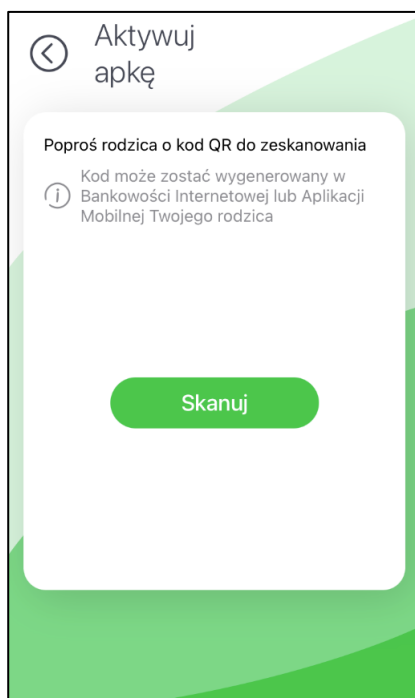 Aktywuj
apkę
Poproś rodzica o kod QR do zeskanowania
Kod może zostać wygenerowany w
Bankowości Internetowej lub Aplikacji
Mobilnej Twojego rodzica
Skanuj